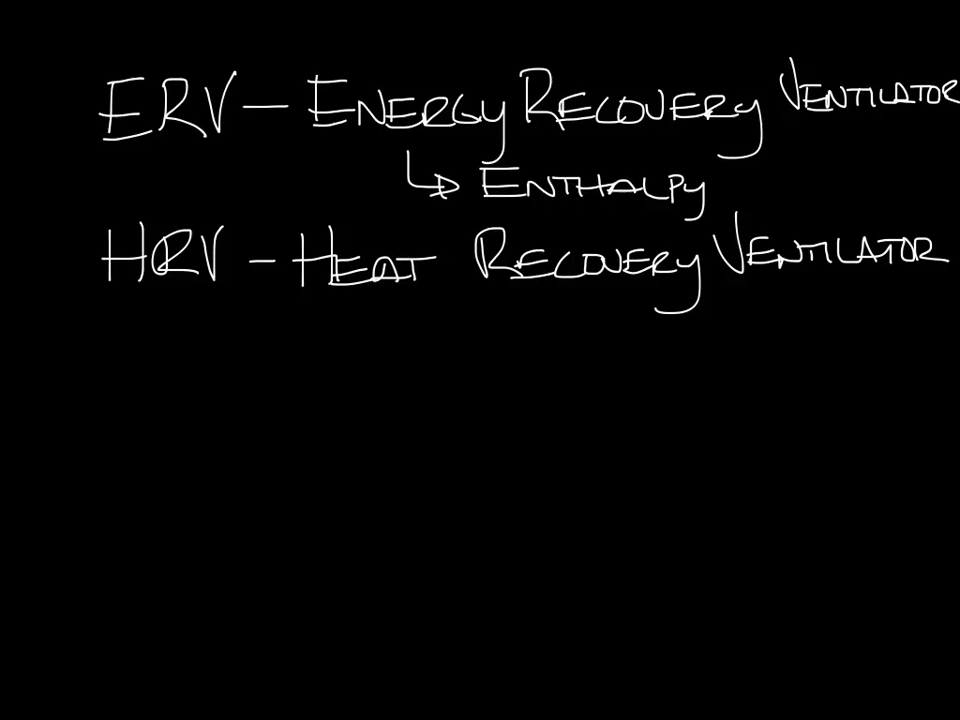 ERV - ENERGY RECOVERY VENTILATOR
↳ ENTHALPY
HRV - HEAT RECOVERY VENTILATOR